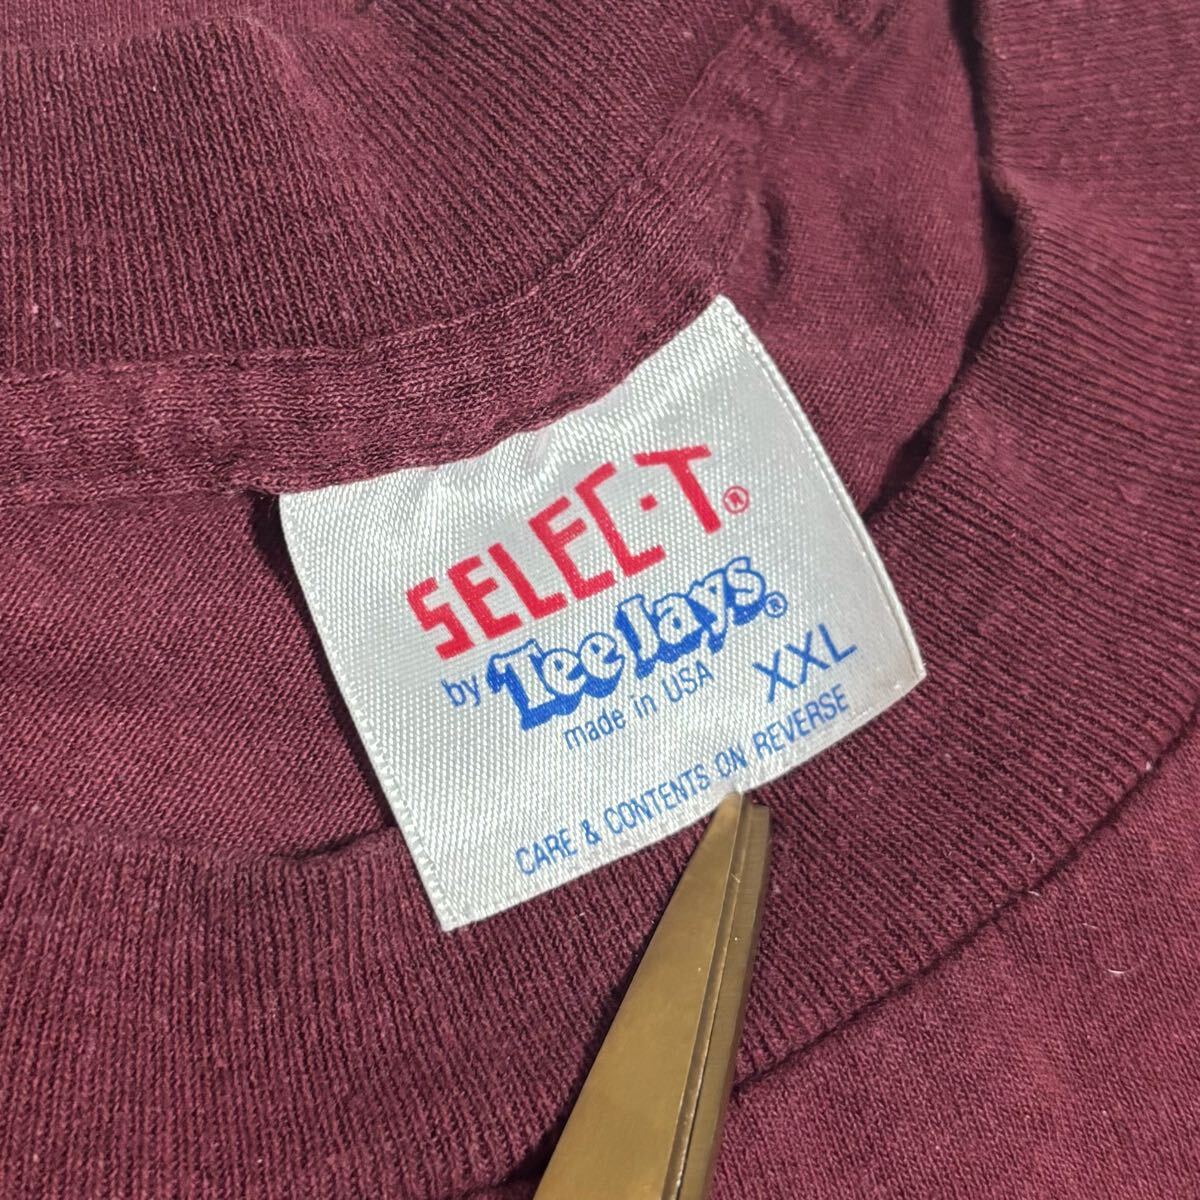 SELEC-T®
by Tee Jays®
made in USA XXL
CARE & CONTENTS ON REVERSE